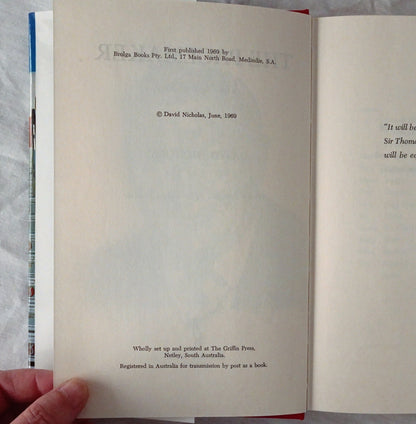 First published 1969 by
Brolga Books Pty. Ltd., 17 Main North Road, Medindie, S.A.
© David Nicholas, June, 1969
Wholly set up and printed at The Griffin Press,
Netley, South Australia.
Registered in Australia for transmission by post as a book.
"It will be
Sir Thoma
will be eq